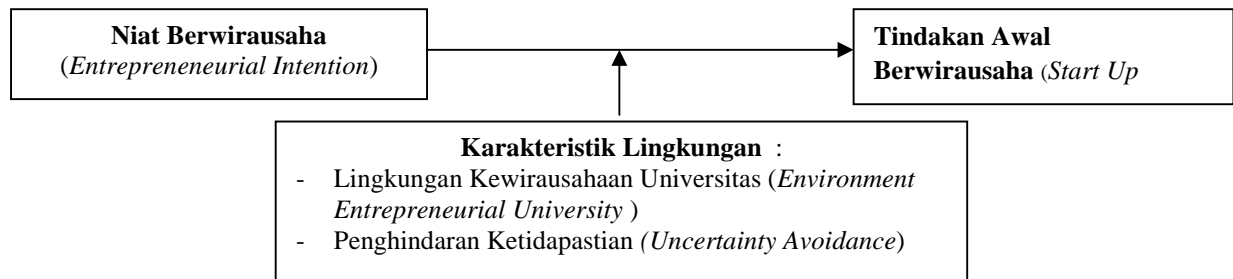 Niat Berwirausaha
(Entrepreneneurial Intention)
Tindakan Awal
Berwirausaha (Start Up
Karakteristik Lingkungan :
- Lingkungan Kewirausahaan Universitas (Environment
Entrepreneurial University )
- Penghindaran Ketidapastian (Uncertainty Avoidance)